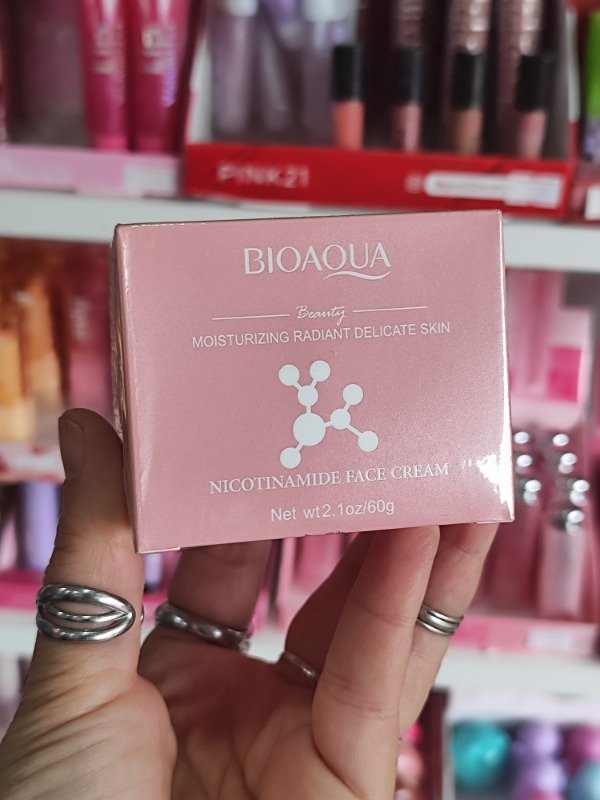 PINK21
BIOAQUA
Beauty
MOISTURIZING RADIANT DELICATE SKIN
NICOTINAMIDE FACE CREAM
Net wt2.1oz/60g